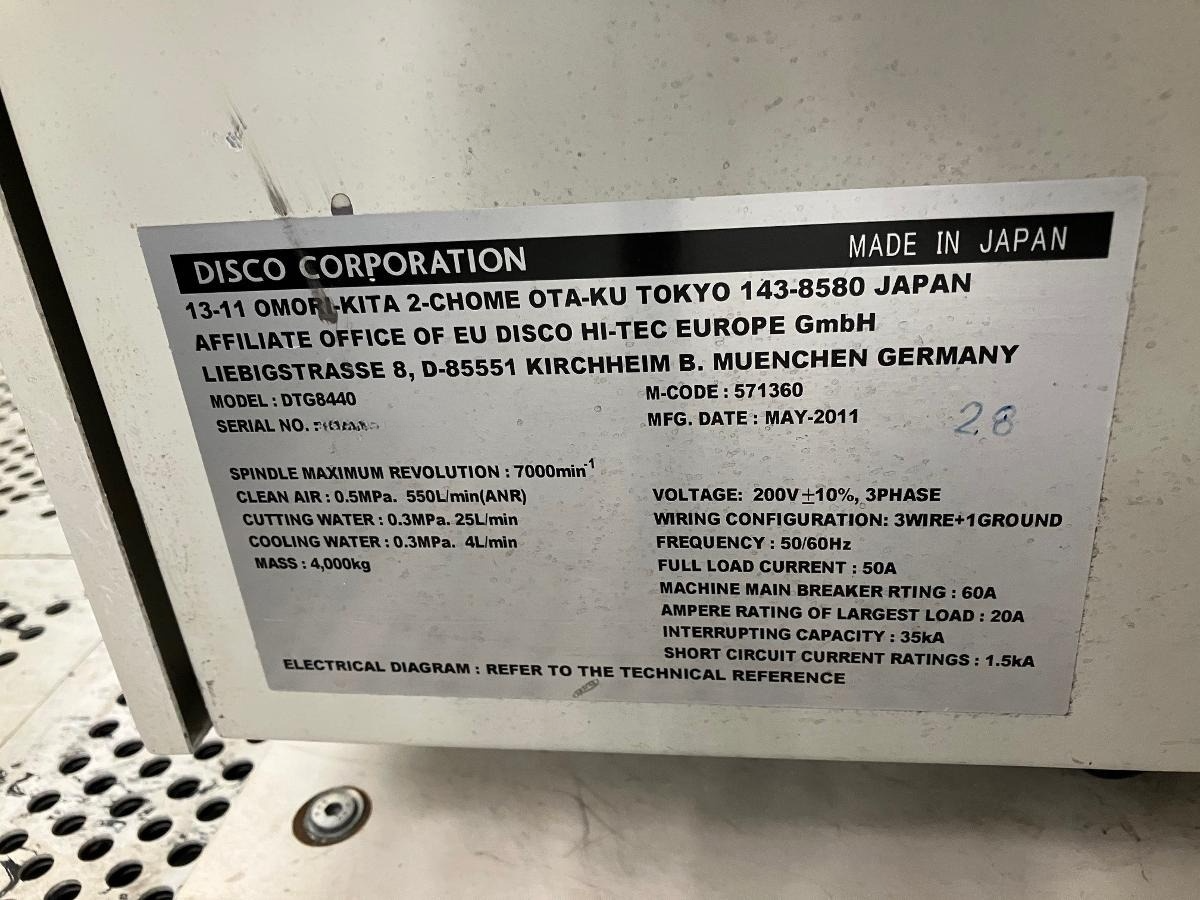 DISCO CORPORATION MADE IN JAPAN
13-11 OMORI-KITA 2-CHOME OTA-KU TOKYO 143-8580 JAPAN
AFFILIATE OFFICE OF EU DISCO HI-TEC EUROPE GmbH
LIEBIGSTRASSE 8, D-85551 KIRCHHEIM B. MUENCHEN GERMANY
MODEL : DTG8440
SERIAL NO. :
M-CODE : 571360
MFG. DATE : MAY-2011
28
SPINDLE MAXIMUM REVOLUTION : 7000min⁻¹
CLEAN AIR : 0.5MPa. 550L/min(ANR)
CUTTING WATER : 0.3MPa. 25L/min
COOLING WATER : 0.3MPa. 4L/min
MASS : 4,000kg
VOLTAGE: 200V±10%, 3PHASE
WIRING CONFIGURATION: 3WIRE+1GROUND
FREQUENCY : 50/60Hz
FULL LOAD CURRENT : 50A
MACHINE MAIN BREAKER RTING : 60A
AMPERE RATING OF LARGEST LOAD : 20A
INTERRUPTING CAPACITY : 35kA
SHORT CIRCUIT CURRENT RATINGS : 1.5kA
ELECTRICAL DIAGRAM : REFER TO THE TECHNICAL REFERENCE